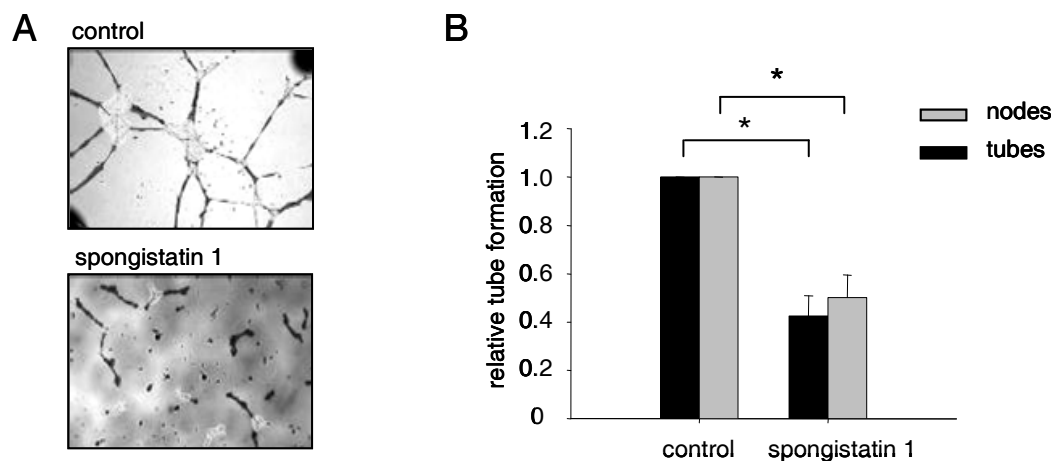 A
control
spongistatin 1
B
*
*
nodes
tubes
relative tube formation
1.2
1.0
0.8
0.6
0.4
0.2
0
control
spongistatin 1